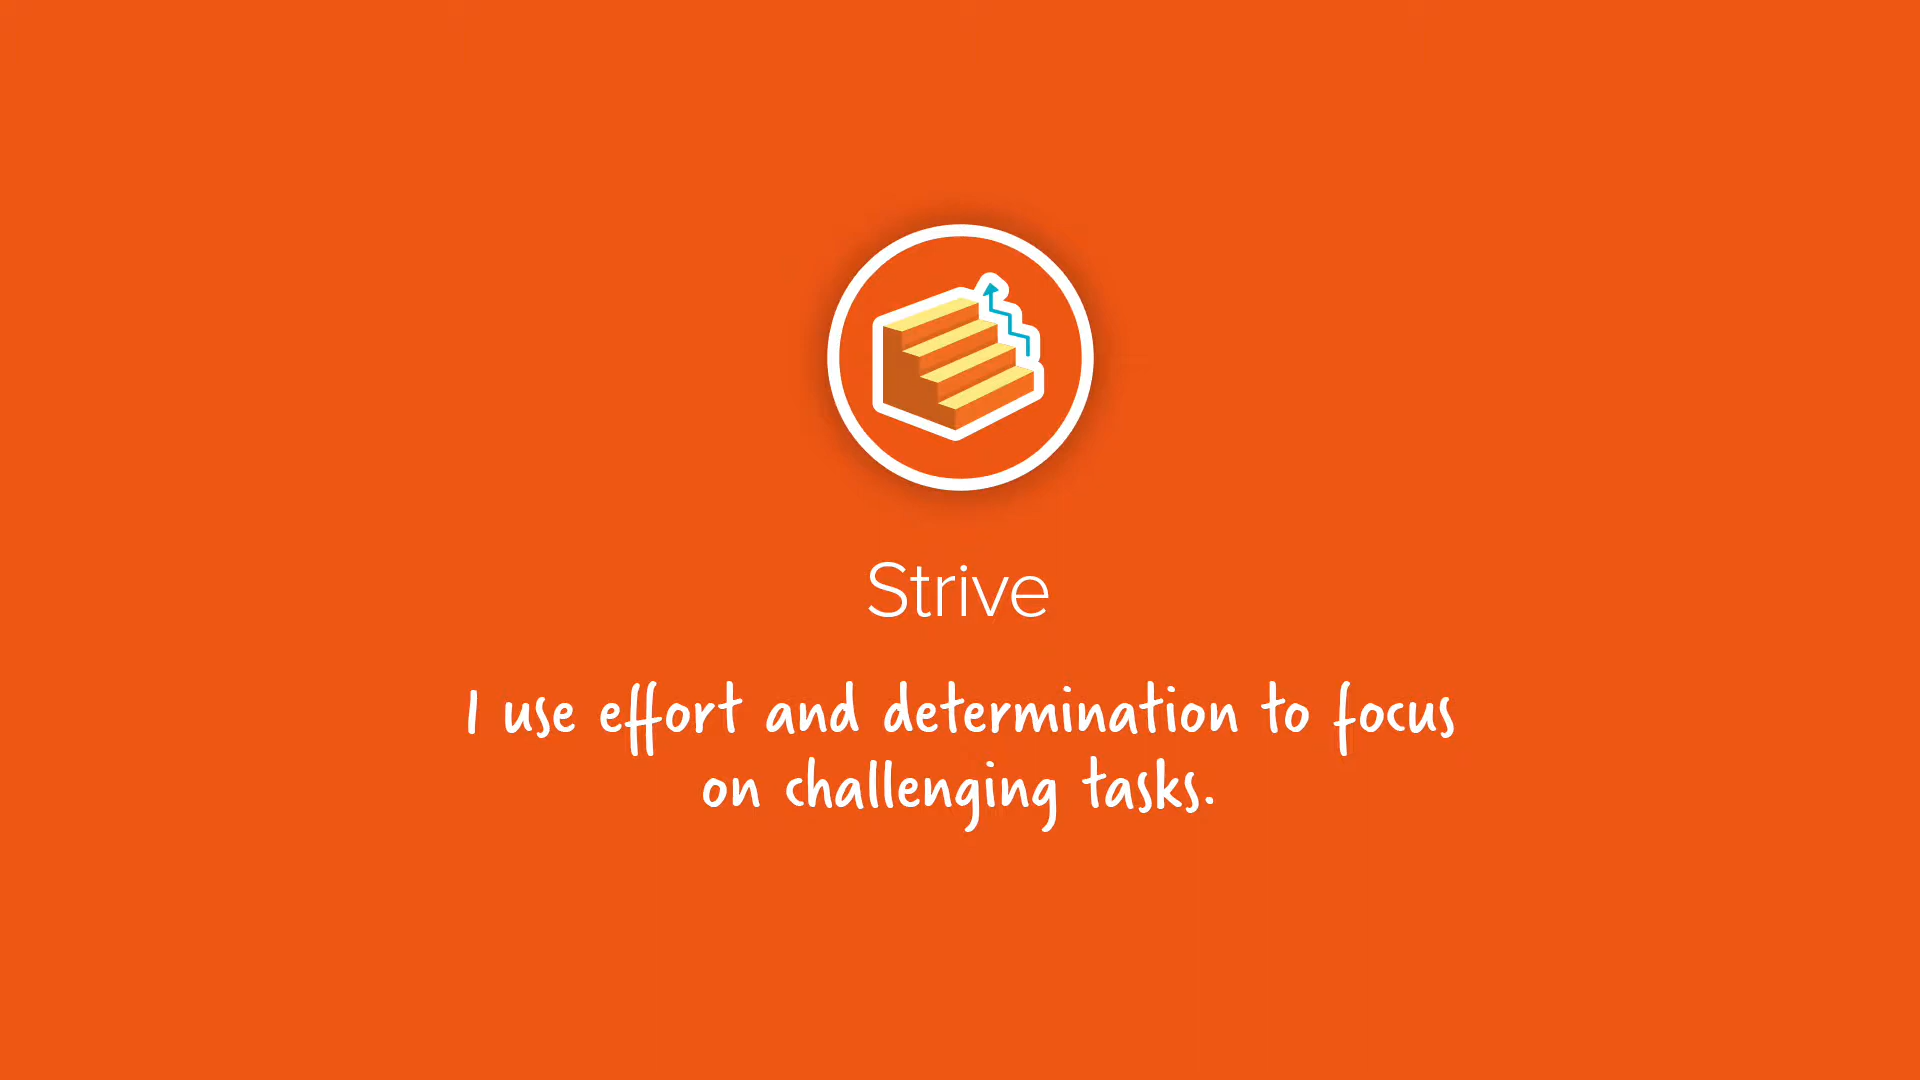 Strive
I use effort and determination to focus
on challenging tasks.